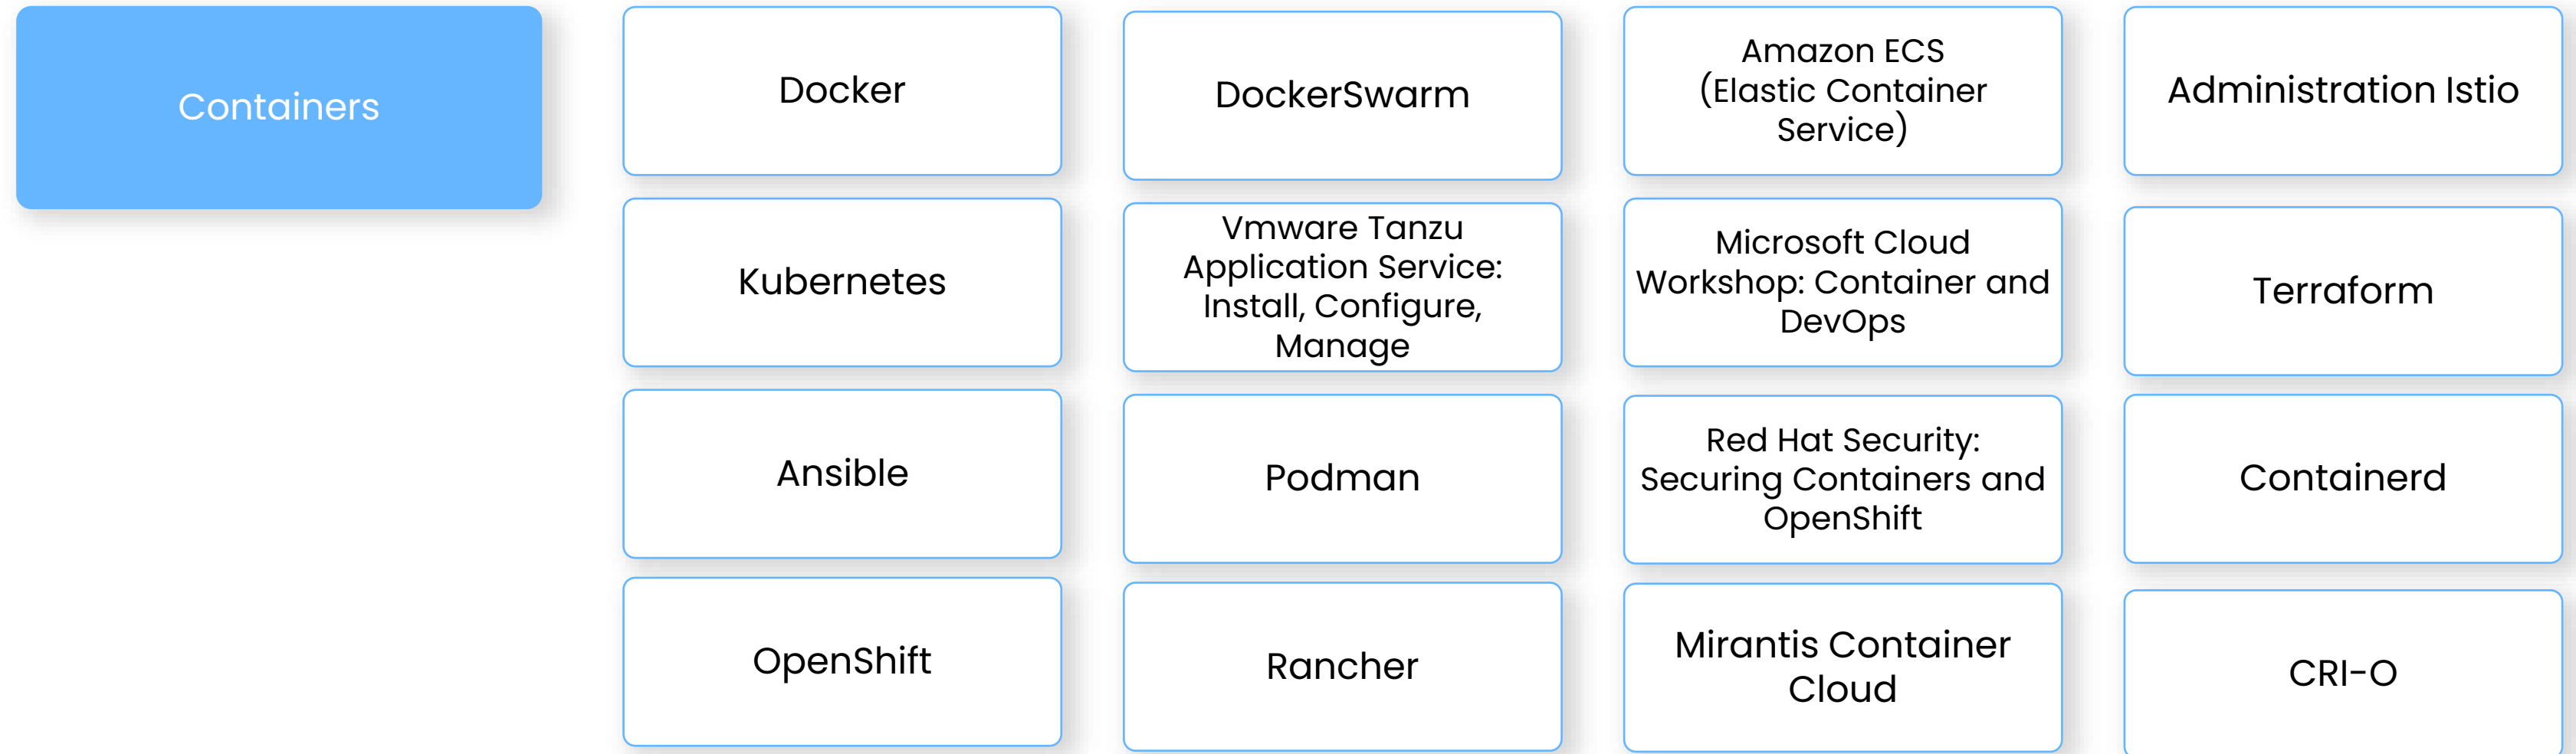 Containers
Docker
DockerSwarm
Amazon ECS
(Elastic Container
Service)
Administration Istio
Kubernetes
Vmware Tanzu
Application Service:
Install, Configure,
Manage
Microsoft Cloud
Workshop: Container and
DevOps
Terraform
Ansible
Podman
Red Hat Security:
Securing Containers and
OpenShift
Containerd
OpenShift
Rancher
Mirantis Container
Cloud
CRI-O